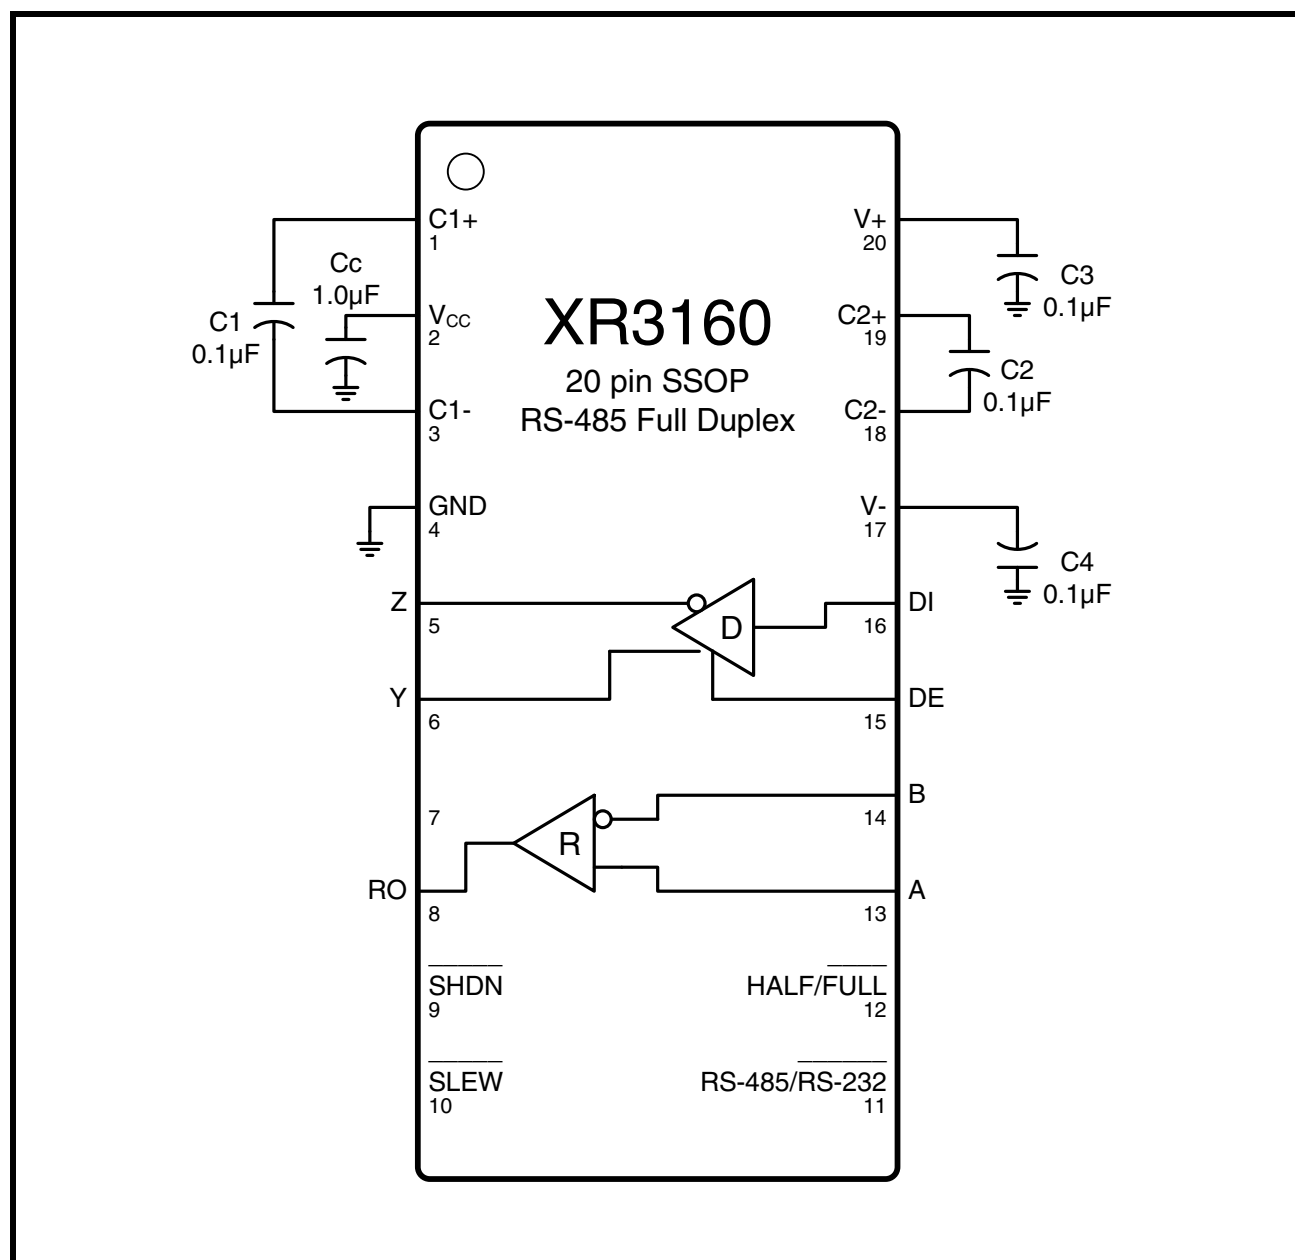 C1+
1
Cc
1.0µF
VCC
2
C1
0.1µF
C1-
3
GND
4
Z
5
Y
6
7
RO
8
SHDN
9
SLEW
10
XR3160
20 pin SSOP
RS-485 Full Duplex
D
R
V+
20
C3
0.1µF
C2+
19
C2
0.1µF
C2-
18
V-
17
C4
0.1µF
DI
16
DE
15
B
14
A
13
HALF/FULL
12
RS-485/RS-232
11